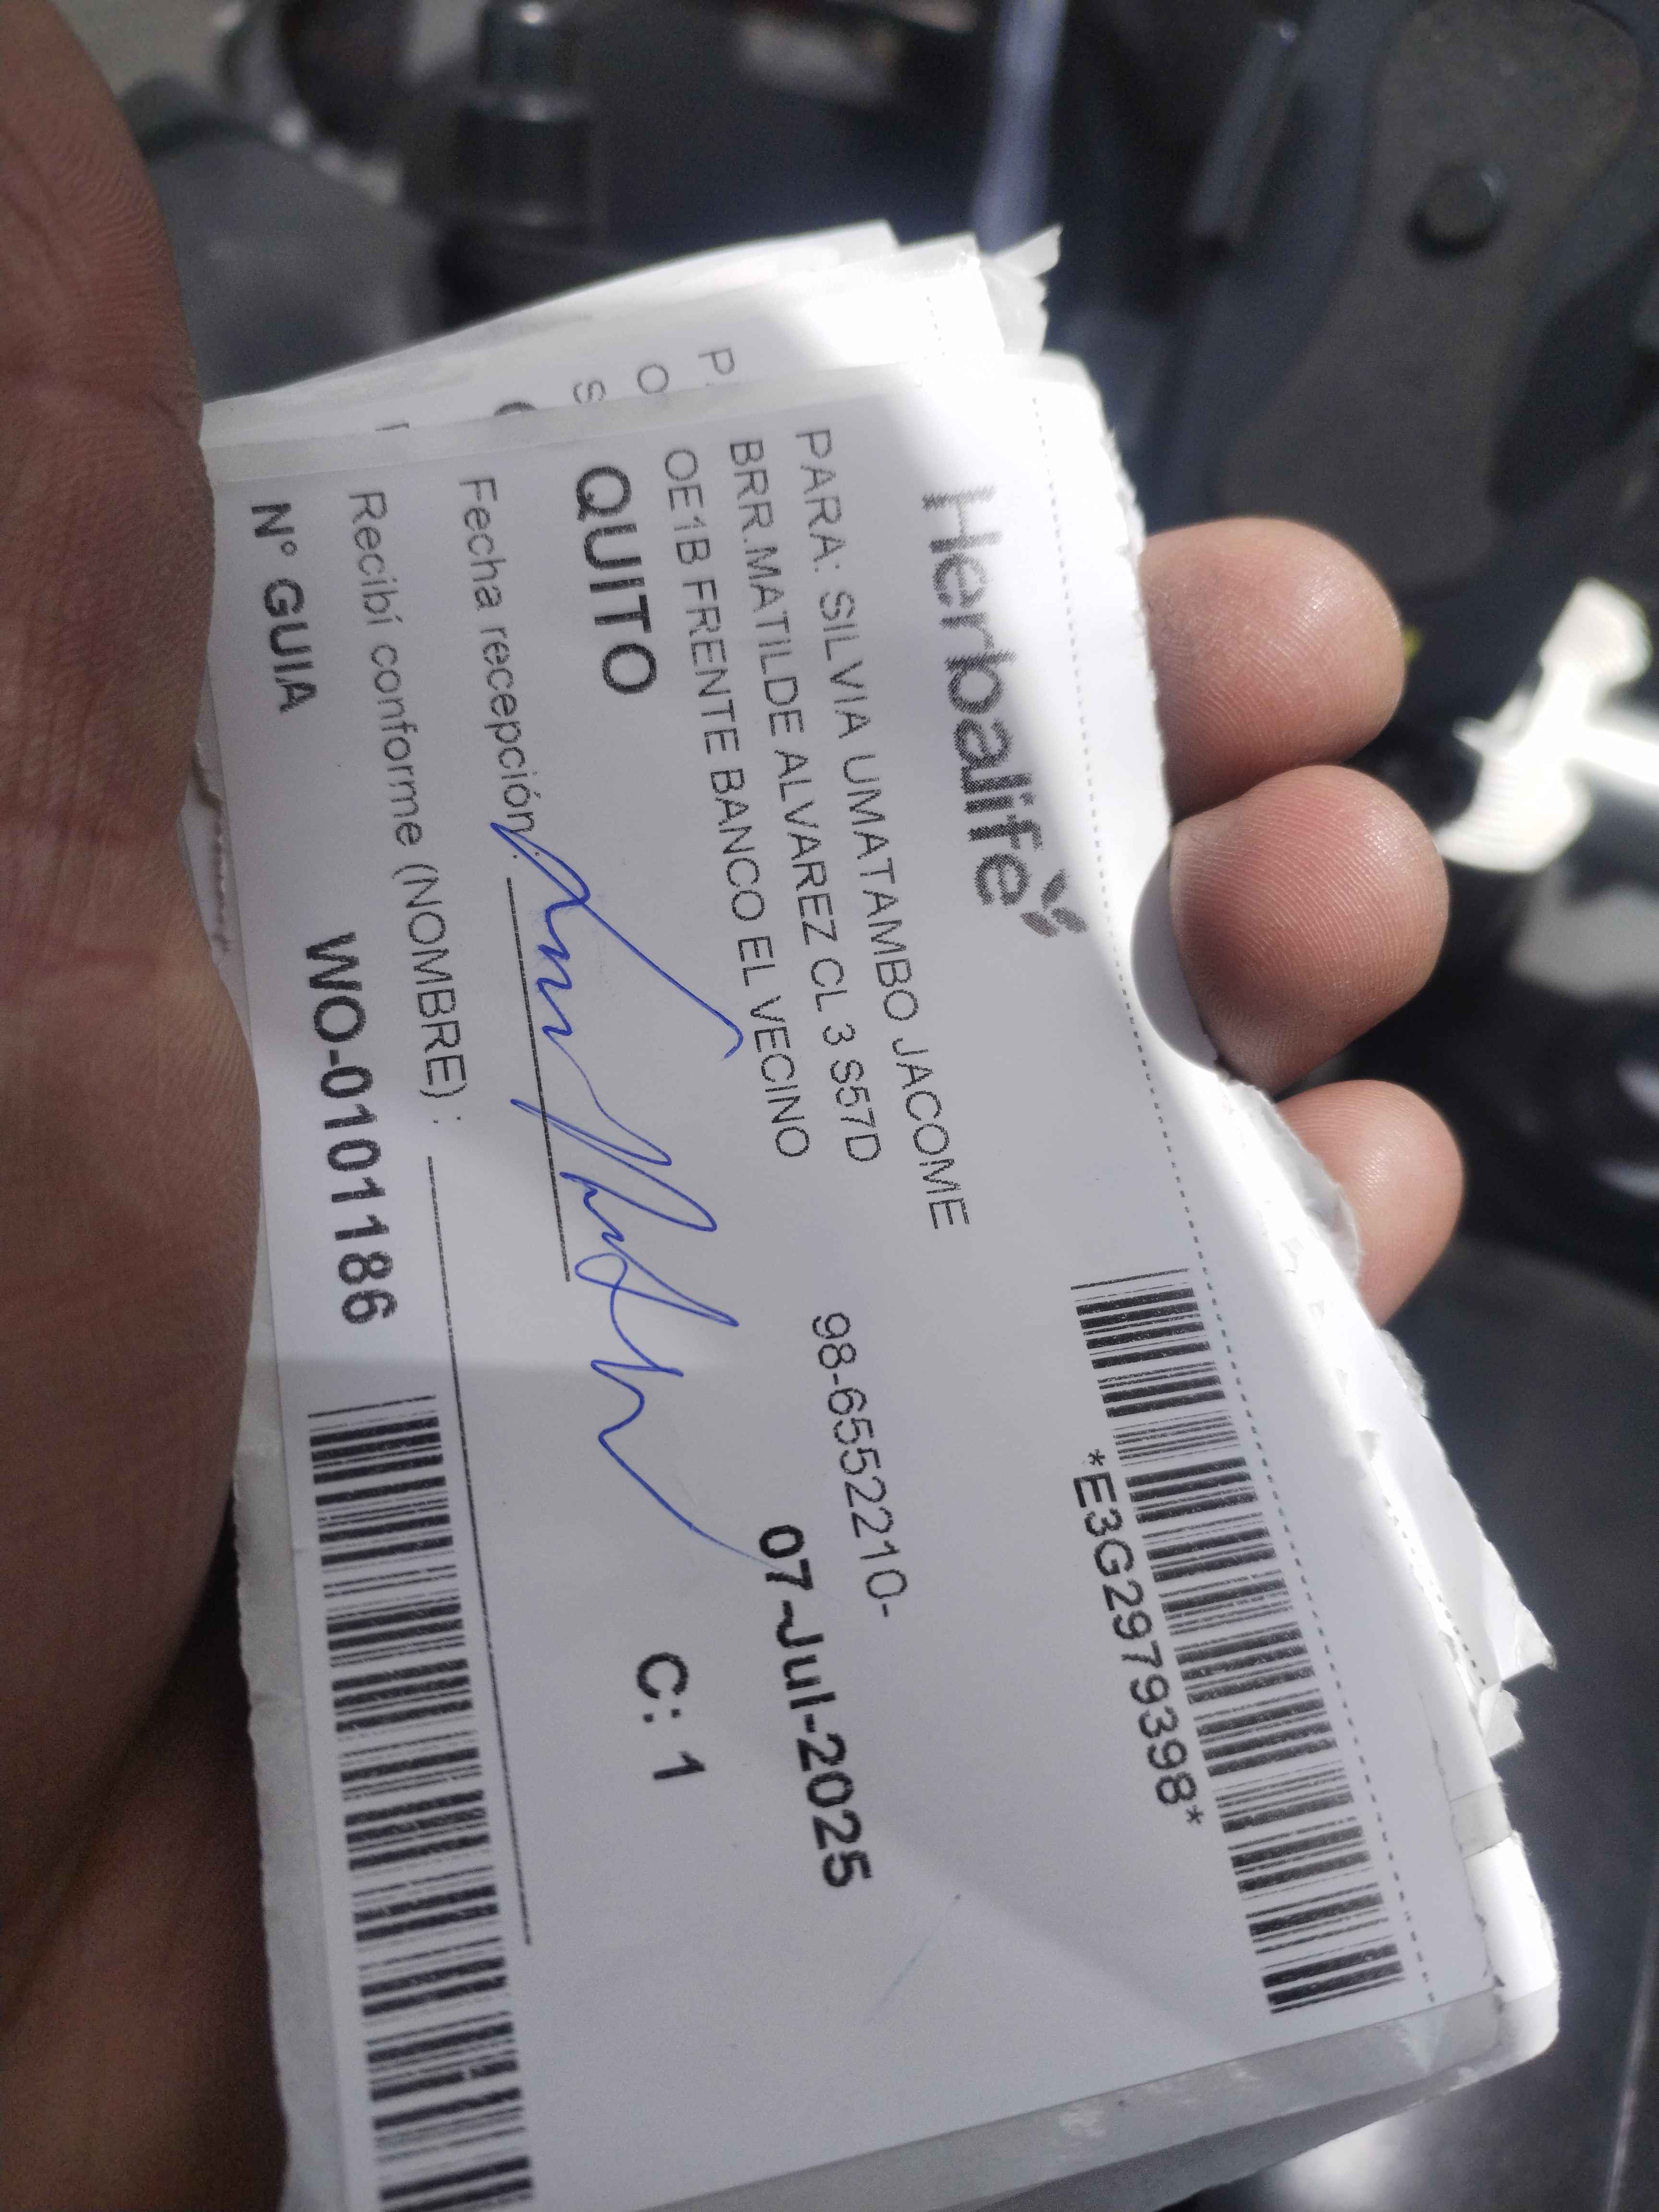 Herbalife
*E3G2979398*
PARA: SILVIA UMATAMBO JACOME
BRR.MATILDE ALVAREZ CL 3 S57D
98-6552210-
OE1B FRENTE BANCO EL VECINO
07-Jul-2025
QUITO
C: 1
Fecha recepción:
Recibí conforme (NOMBRE) :
N° GUIA WO-0101186
P
O
S